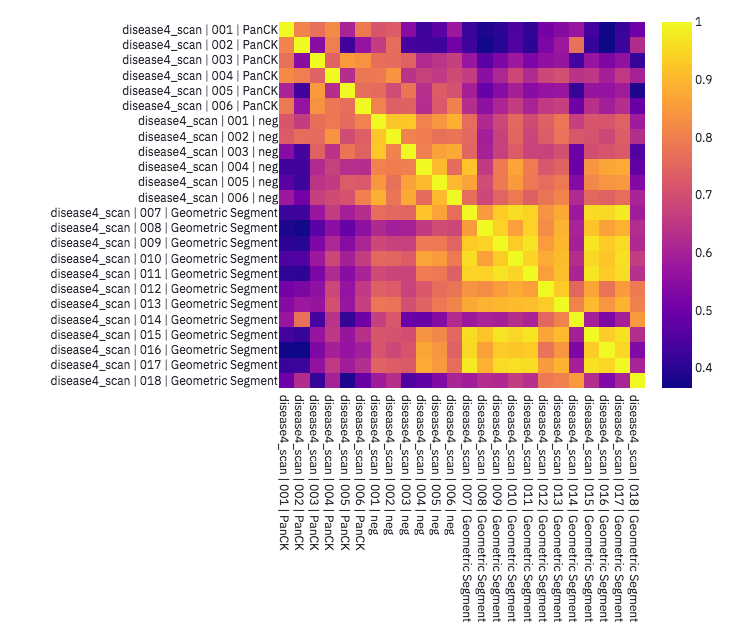 disease4_scan | 001 | PanCK
disease4_scan | 002 | PanCK
disease4_scan | 003 | PanCK
disease4_scan | 004 | PanCK
disease4_scan | 005 | PanCK
disease4_scan | 006 | PanCK
disease4_scan | 001 | neg
disease4_scan | 002 | neg
disease4_scan | 003 | neg
disease4_scan | 004 | neg
disease4_scan | 005 | neg
disease4_scan | 006 | neg
disease4_scan | 007 | Geometric Segment
disease4_scan | 008 | Geometric Segment
disease4_scan | 009 | Geometric Segment
disease4_scan | 010 | Geometric Segment
disease4_scan | 011 | Geometric Segment
disease4_scan | 012 | Geometric Segment
disease4_scan | 013 | Geometric Segment
disease4_scan | 014 | Geometric Segment
disease4_scan | 015 | Geometric Segment
disease4_scan | 016 | Geometric Segment
disease4_scan | 017 | Geometric Segment
disease4_scan | 018 | Geometric Segment
disease4_scan | 001 | PanCK
disease4_scan | 002 | PanCK
disease4_scan | 003 | PanCK
disease4_scan | 004 | PanCK
disease4_scan | 005 | PanCK
disease4_scan | 006 | PanCK
disease4_scan | 001 | neg
disease4_scan | 002 | neg
disease4_scan | 003 | neg
disease4_scan | 004 | neg
disease4_scan | 005 | neg
disease4_scan | 006 | neg
disease4_scan | 007 | Geometric Segment
disease4_scan | 008 | Geometric Segment
disease4_scan | 009 | Geometric Segment
disease4_scan | 010 | Geometric Segment
disease4_scan | 011 | Geometric Segment
disease4_scan | 012 | Geometric Segment
disease4_scan | 013 | Geometric Segment
disease4_scan | 014 | Geometric Segment
disease4_scan | 015 | Geometric Segment
disease4_scan | 016 | Geometric Segment
disease4_scan | 017 | Geometric Segment
disease4_scan | 018 | Geometric Segment
1
0.9
0.8
0.7
0.6
0.5
0.4